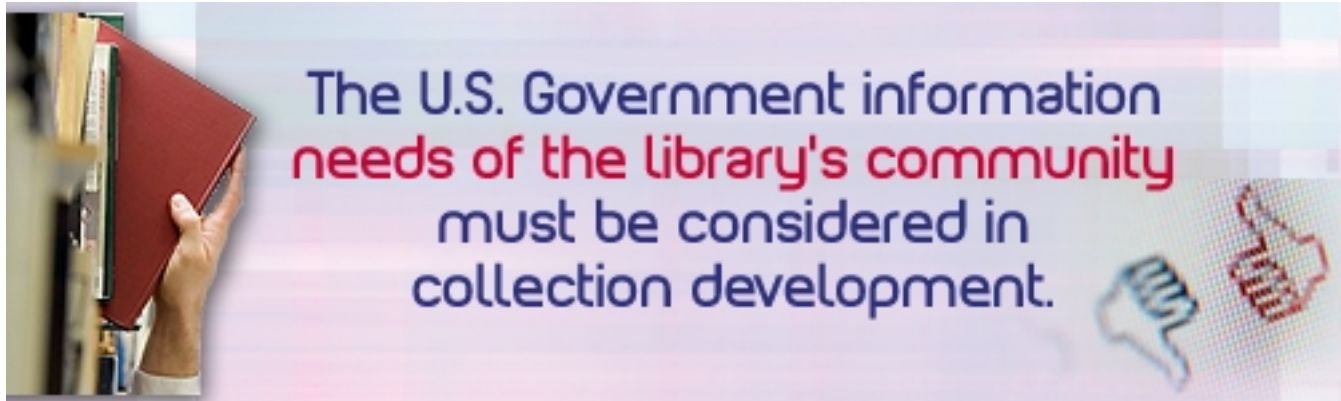 The U.S. Government information
needs of the library's community
must be considered in
collection development.